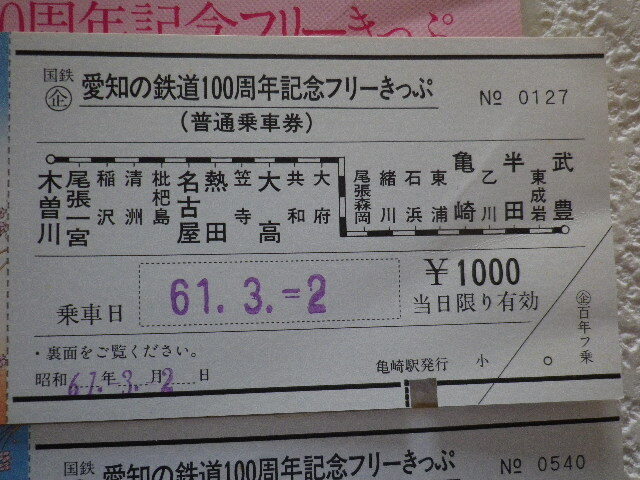 0周年記念フリーきっぷ
国鉄
企 愛知の鉄道100周年記念フリーきっぷ
(普通乗車券)
№ 0127
木曽川 尾張一宮 稲沢 清洲 枇杷島 名古屋 熱田 笠寺 大高 共和 大府 尾張森岡 緒川 石浜 東浦 亀崎 乙川 半田 東成岩 武豊
乗車日 61.3.-2
¥1000
当日限り有効
・裏面をご覧ください。
昭和 61 年 3 月 2 日
亀崎駅発行 小
企百年フ乗
国鉄
愛知の鉄道100周年記念フリーきっぷ
№ 0540